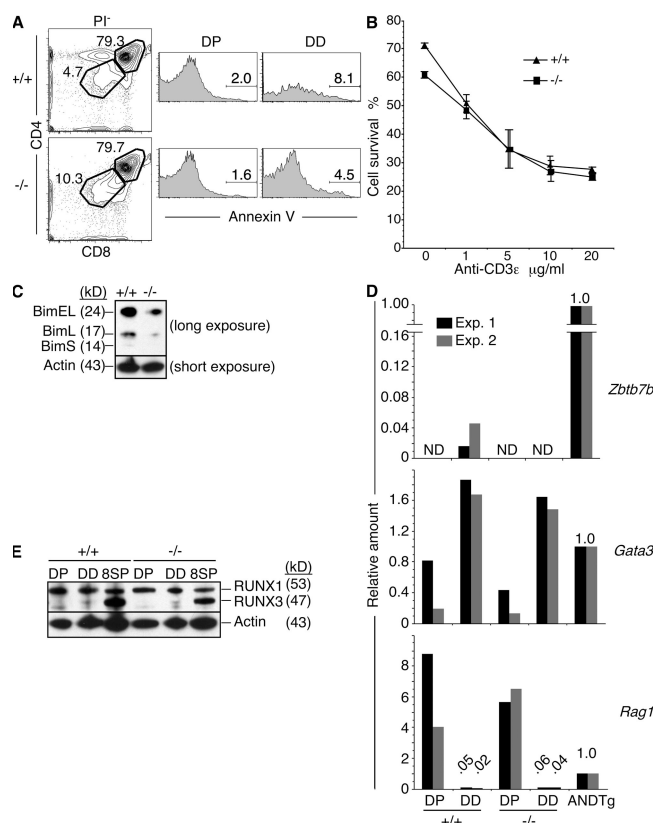 A
PI-
DP
DD
79.3
4.7
2.0
8.1
+/+
CD4
79.7
10.3
1.6
4.5
-/-
Annexin V
CD8
B
80
70
60
50
40
30
20
10
0
Cell survival %
+/+
-/-
0 1 5 10 20
Anti-CD3ε μg/ml
C
(kD) +/+ -/-
BimEL (24)
BimL (17)
BimS (14)
(long exposure)
Actin (43)
(short exposure)
D
1.00
0.16
0.12
0.08
0.04
0
Exp. 1
Exp. 2
1.0
ND ND ND
Zbtb7b
Relative amount
1.6
1.2
0.8
0.4
0
1.0
Gata3
8
6
4
2
0
.05 .02
.06 .04
1.0
Rag1
DP DD DP DD ANDTg
+/+ -/-
E
+/+ -/-
DP DD 8SP DP DD 8SP (kD)
RUNX1 (53)
RUNX3 (47)
Actin (43)